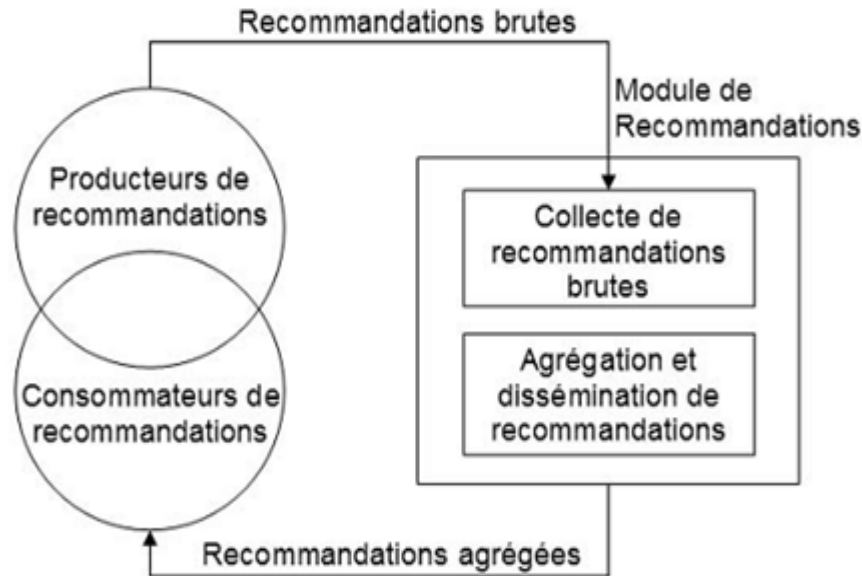 Recommandations brutes
Module de
Recommandations
Producteurs de
recommandations
Collecte de
recommandations
brutes
Consommateurs de
recommandations
Agrégation et
dissémination de
recommandations
Recommandations agrégées